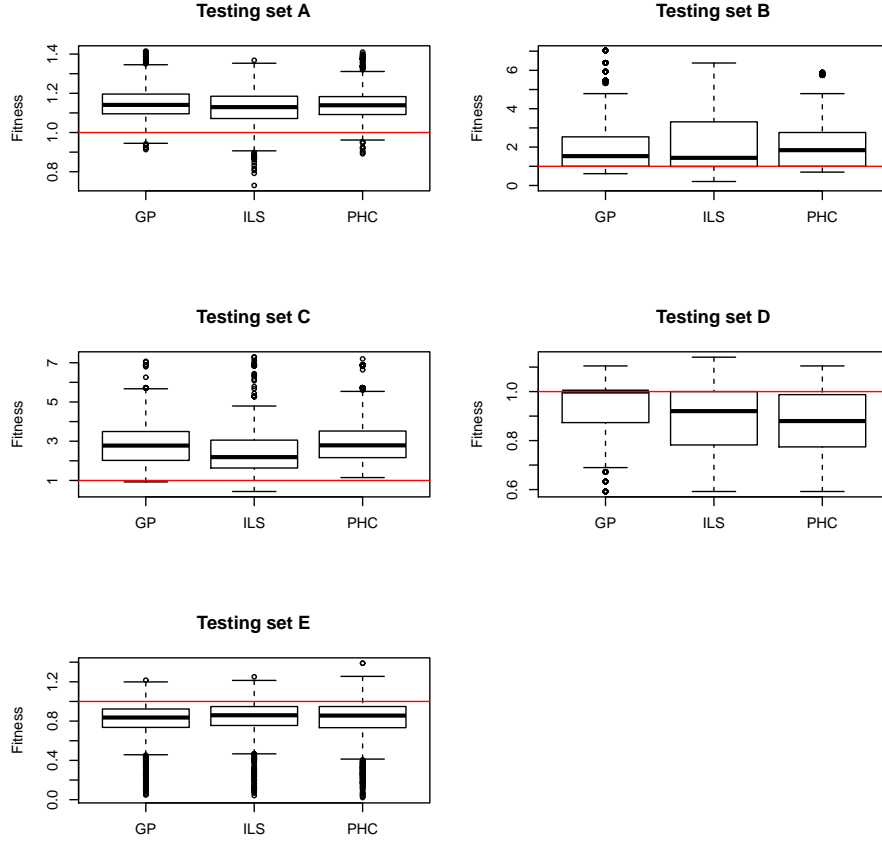 Testing set A
Fitness
0.8 1.0 1.2 1.4
GP ILS PHC
Testing set B
Fitness
0 2 4 6
GP ILS PHC
Testing set C
Fitness
1 3 5 7
GP ILS PHC
Testing set D
Fitness
0.6 0.8 1.0
GP ILS PHC
Testing set E
Fitness
0.0 0.4 0.8 1.2
GP ILS PHC